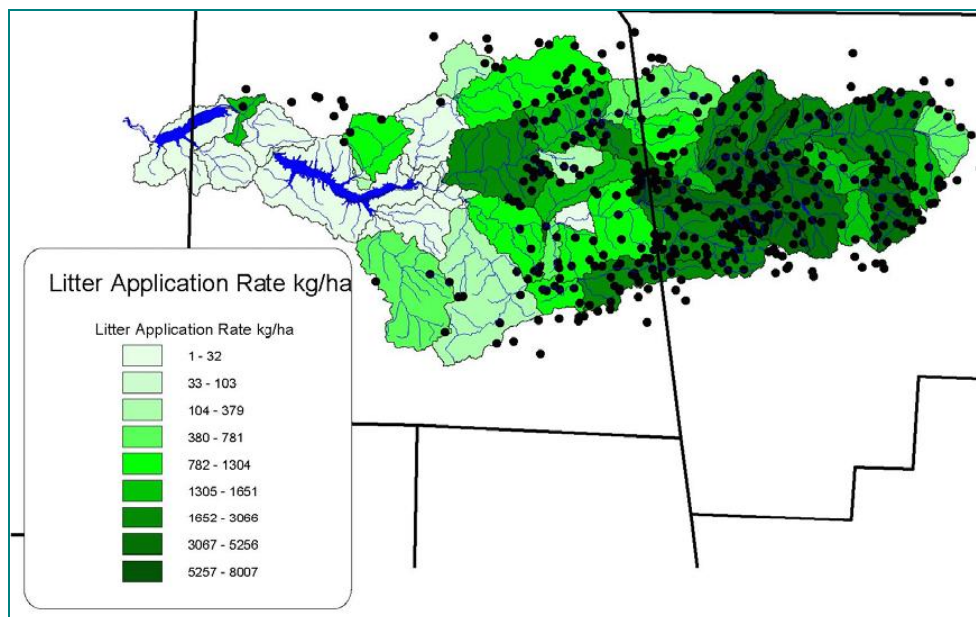 Litter Application Rate kg/ha
Litter Application Rate kg/ha
1 - 32
33 - 103
104 - 379
380 - 781
782 - 1304
1305 - 1651
1652 - 3066
3067 - 5256
5257 - 8007